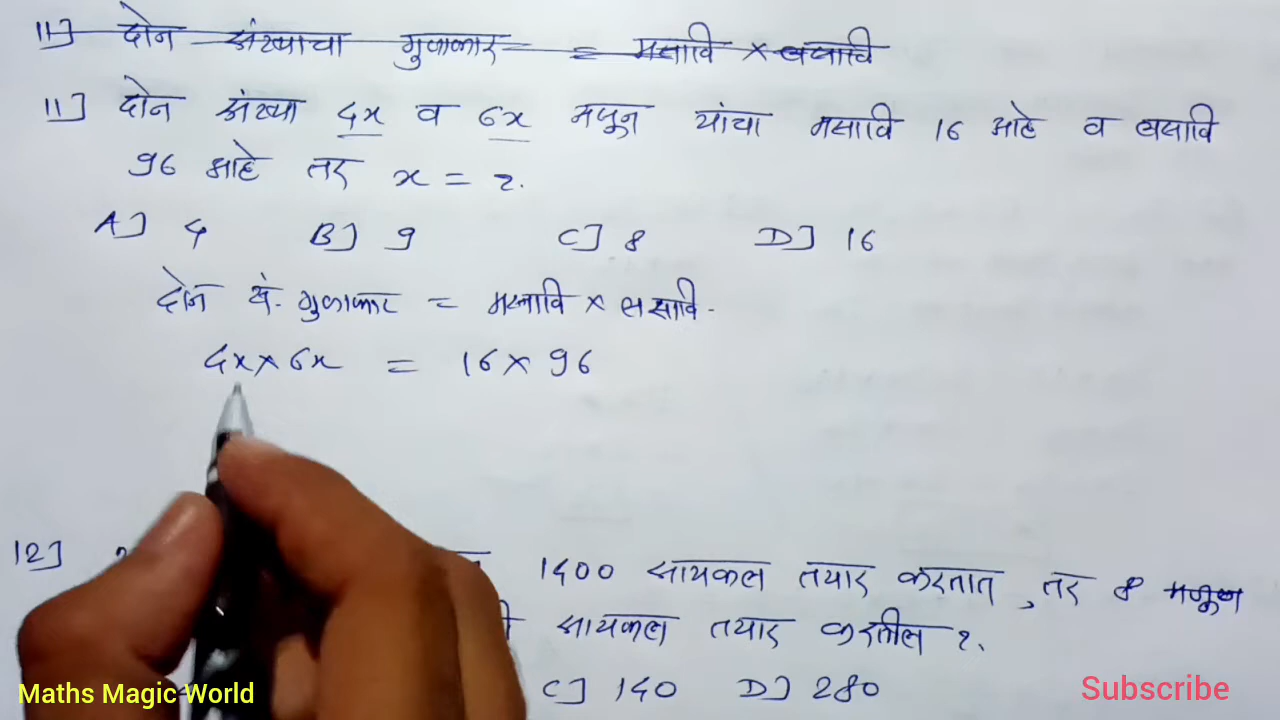 11] दोन संख्याचा गुणाकार = मसावि × लसावि
11] दोन संख्या 4x व 6x मधून यांचा मसावि 16 आहे व लसावि
96 आहे तर x = ?.
A] 4 B] 9 C] 8 D] 16
दोन सं. गुणाकार = मसावि × लसावि.
4x × 6x = 16 × 96
12] 1400 सायकल तयार करतात, तर 8 मजूर
सायकल तयार करतील ?.
C] 140 D] 280
Maths Magic World
Subscribe